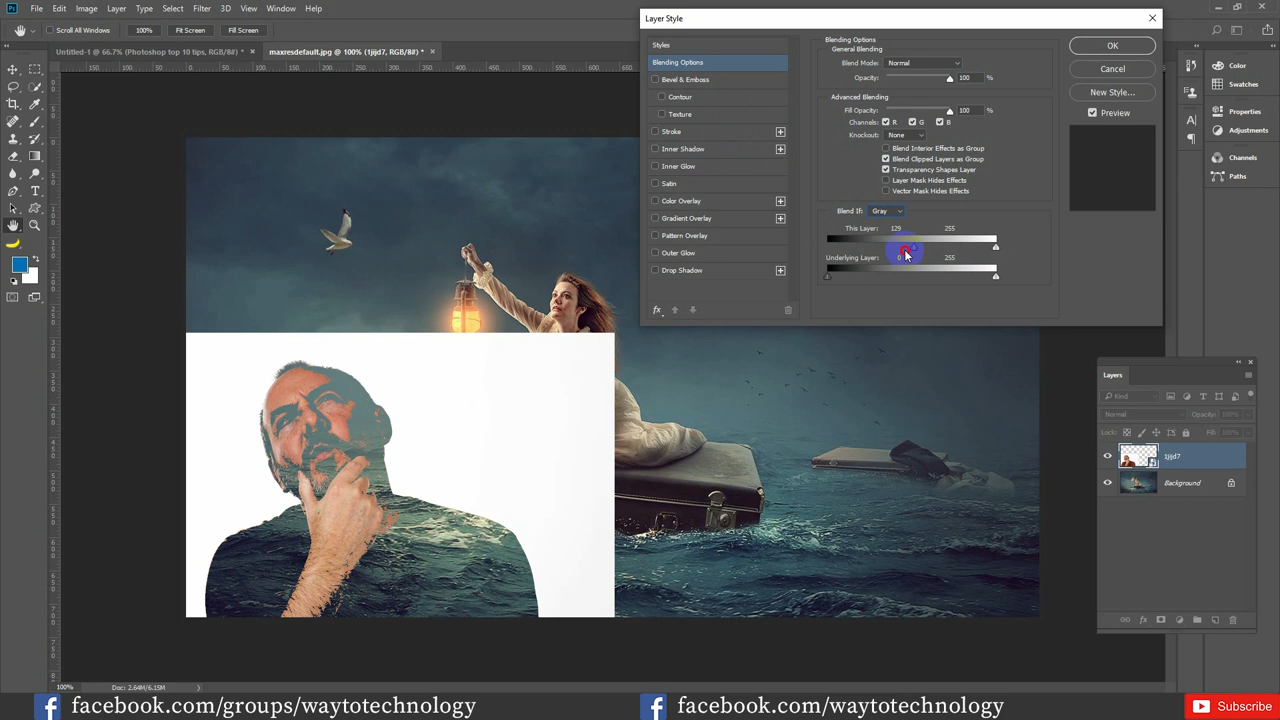 Ps File Edit Image Layer Type Select Filter 3D View Window Help
Scroll All Windows 100% Fit Screen Fill Screen
Untitled-1 @ 66.7% (Photoshop top 10 tips, RGB/8#) * ×
maxresdefault.jpg @ 100% (1jijd7, RGB/8#) * ×
Layer Style
Styles
Blending Options
Bevel & Emboss
Contour
Texture
Stroke
Inner Shadow
Inner Glow
Satin
Color Overlay
Gradient Overlay
Pattern Overlay
Outer Glow
Drop Shadow
fx
Blending Options
General Blending
Blend Mode: Normal
Opacity: 100 %
Advanced Blending
Fill Opacity: 100 %
Channels: R G B
Knockout: None
Blend Interior Effects as Group
Blend Clipped Layers as Group
Transparency Shapes Layer
Layer Mask Hides Effects
Vector Mask Hides Effects
Blend If: Gray
This Layer: 129 255
Underlying Layer: 0 255
OK
Cancel
New Style...
Preview
Color
Swatches
Properties
Adjustments
Channels
Paths
Layers
Kind
Normal Opacity: 100%
Lock: Fill: 100%
1jijd7
Background
100% Doc: 2.64M/6.15M
facebook.com/groups/waytotechnology
facebook.com/waytotechnology
Subscribe